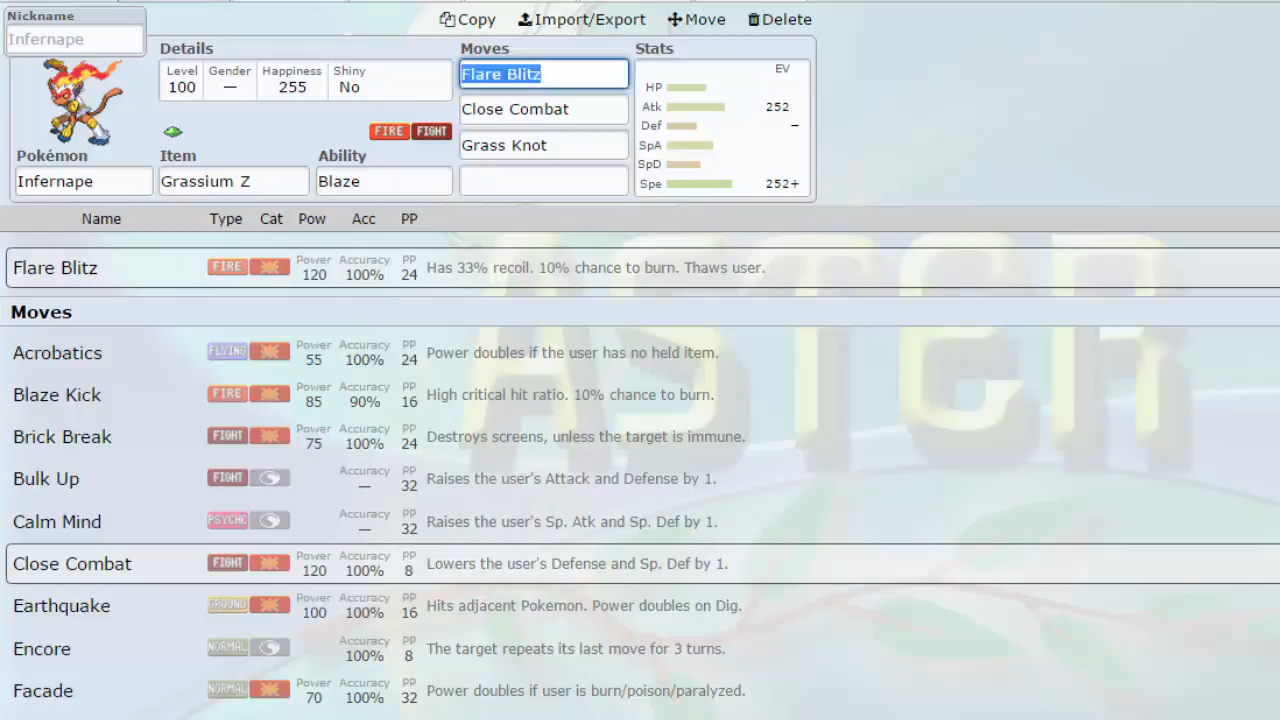 Nickname
Infernape
Copy Import/Export Move Delete
Details Moves Stats
Level Gender Happiness Shiny
100 — 255 No
Flare Blitz
Close Combat
Grass Knot
EV
HP
Atk 252
Def –
SpA
SpD
Spe 252+
FIRE FIGHT
Pokémon Item Ability
Infernape Grassium Z Blaze
Name Type Cat Pow Acc PP
Flare Blitz FIRE Power 120 Accuracy 100% PP 24 Has 33% recoil. 10% chance to burn. Thaws user.
Moves
Acrobatics FLYING Power 55 Accuracy 100% PP 24 Power doubles if the user has no held item.
Blaze Kick FIRE Power 85 Accuracy 90% PP 16 High critical hit ratio. 10% chance to burn.
Brick Break FIGHT Power 75 Accuracy 100% PP 24 Destroys screens, unless the target is immune.
Bulk Up FIGHT Accuracy — PP 32 Raises the user's Attack and Defense by 1.
Calm Mind PSYCHC Accuracy — PP 32 Raises the user's Sp. Atk and Sp. Def by 1.
Close Combat FIGHT Power 120 Accuracy 100% PP 8 Lowers the user's Defense and Sp. Def by 1.
Earthquake GROUND Power 100 Accuracy 100% PP 16 Hits adjacent Pokemon. Power doubles on Dig.
Encore NORMAL Accuracy 100% PP 8 The target repeats its last move for 3 turns.
Facade NORMAL Power 70 Accuracy 100% PP 32 Power doubles if user is burn/poison/paralyzed.
ASTER